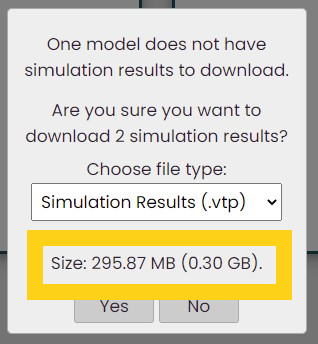 One model does not have
simulation results to download.
Are you sure you want to
download 2 simulation results?
Choose file type:
Simulation Results (.vtp)
Size: 295.87 MB (0.30 GB).
Yes No